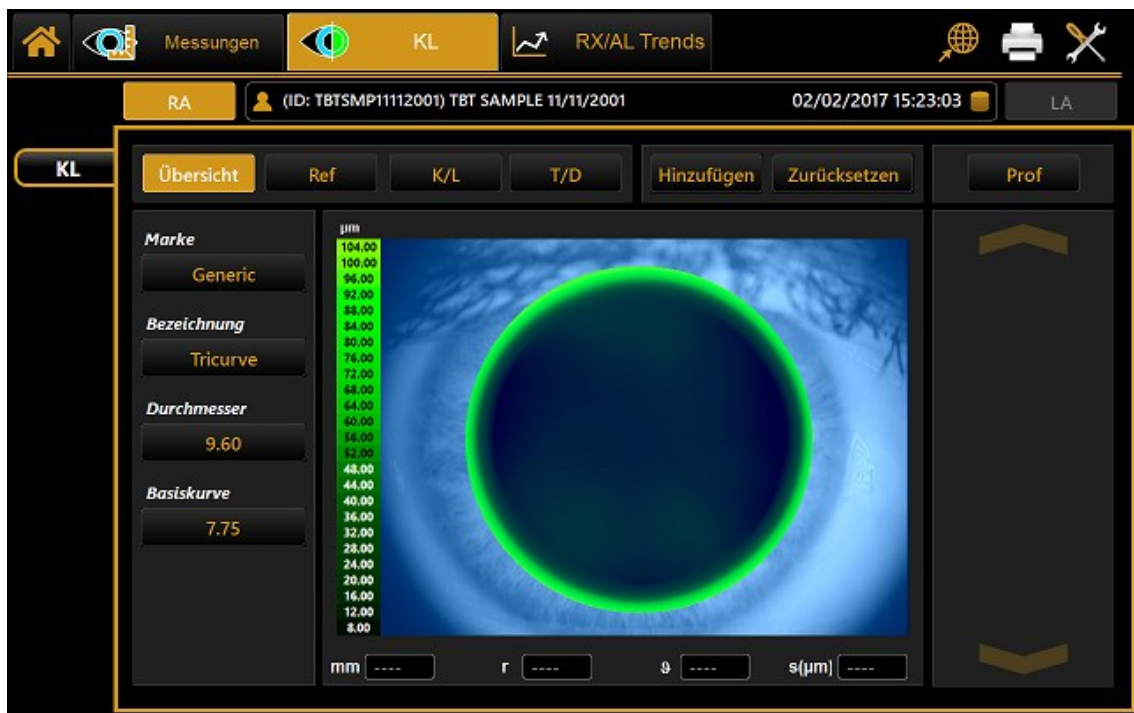 Messungen KL RX/AL Trends
RA (ID: TBTSMP11112001) TBT SAMPLE 11/11/2001 02/02/2017 15:23:03 LA
KL
Übersicht Ref K/L T/D Hinzufügen Zurücksetzen Prof
Marke
Generic
Bezeichnung
Tricurve
Durchmesser
9.60
Basiskurve
7.75
µm
104.00
100.00
96.00
92.00
88.00
84.00
80.00
76.00
72.00
68.00
64.00
60.00
56.00
52.00
48.00
44.00
40.00
36.00
32.00
28.00
24.00
20.00
16.00
12.00
8.00
mm ---- r ---- ϑ ---- s(µm) ----